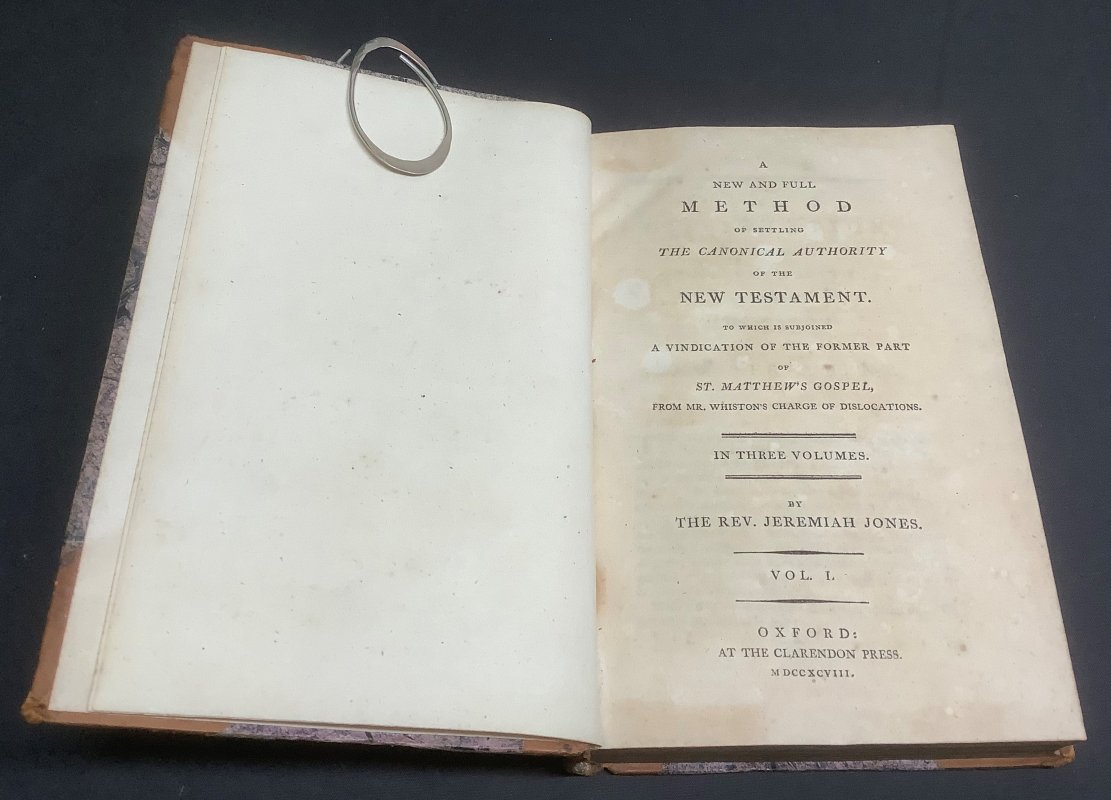 A
NEW AND FULL
METHOD
OF SETTLING
THE CANONICAL AUTHORITY
OF THE
NEW TESTAMENT.
TO WHICH IS SUBJOINED
A VINDICATION OF THE FORMER PART
OF
ST. MATTHEW'S GOSPEL,
FROM MR. WHISTON'S CHARGE OF DISLOCATIONS.
IN THREE VOLUMES.
BY
THE REV. JEREMIAH JONES.
VOL. I.
OXFORD:
AT THE CLARENDON PRESS.
MDCCXCVIII.